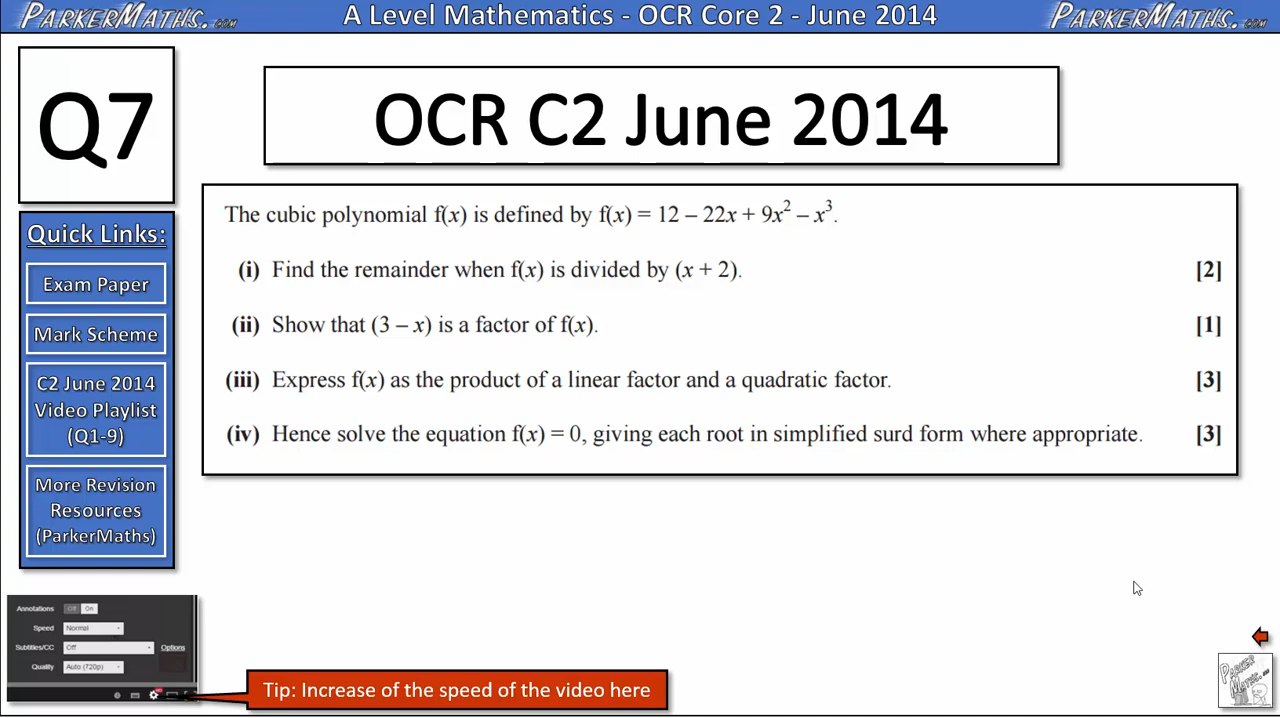 PARKERMATHS.COM
A Level Mathematics - OCR Core 2 - June 2014
PARKERMATHS.COM
Q7
OCR C2 June 2014
Quick Links:
Exam Paper
Mark Scheme
C2 June 2014
Video Playlist
(Q1-9)
More Revision
Resources
(ParkerMaths)
The cubic polynomial f(x) is defined by f(x) = 12 – 22x + 9x² – x³.
(i) Find the remainder when f(x) is divided by (x + 2). [2]
(ii) Show that (3 – x) is a factor of f(x). [1]
(iii) Express f(x) as the product of a linear factor and a quadratic factor. [3]
(iv) Hence solve the equation f(x) = 0, giving each root in simplified surd form where appropriate. [3]
Annotations Off On
Speed Normal
Subtitles/CC Off Options
Quality Auto (720p)
Tip: Increase of the speed of the video here
PARKER
MATHS.